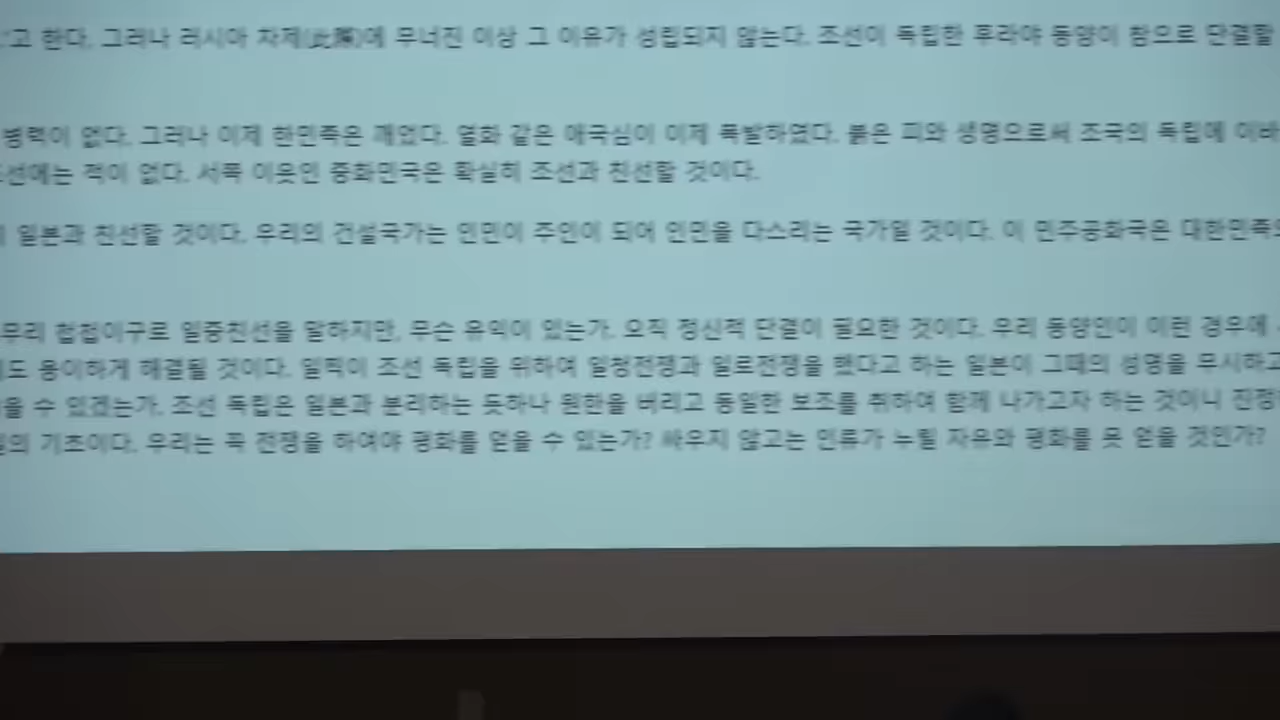 고 한다. 그러나 러시아 차제(此際)에 무너진 이상 그 이유가 성립되지 않는다. 조선이 독립한 후라야 동양이 참으로 단결할
병력이 없다. 그러나 이제 한민족은 깨었다. 열화 같은 애국심이 이제 폭발하였다. 붉은 피와 생명으로써 조국의 독립에 이바
선에는 적이 없다. 서쪽 이웃인 중화민국은 확실히 조선과 친선할 것이다.
일본과 친선할 것이다. 우리의 건설국가는 인민이 주인이 되어 인민을 다스리는 국가일 것이다. 이 민주공화국은 대한민족의
무리 첩첩이구로 일중친선을 말하지만, 무슨 유익이 있는가. 오직 정신적 단결이 필요한 것이다. 우리 동양인이 이런 경우에
도 용이하게 해결될 것이다. 일찍이 조선 독립을 위하여 일청전쟁과 일로전쟁을 했다고 하는 일본이 그때의 성명을 무시하고
을 수 있겠는가. 조선 독립은 일본과 분리하는 듯하나 원한을 버리고 동일한 보조를 취하여 함께 나가고자 하는 것이니 진정
의 기초이다. 우리는 꼭 전쟁을 하여야 평화를 얻을 수 있는가? 싸우지 않고는 인류가 누릴 자유와 평화를 못 얻을 것인가?